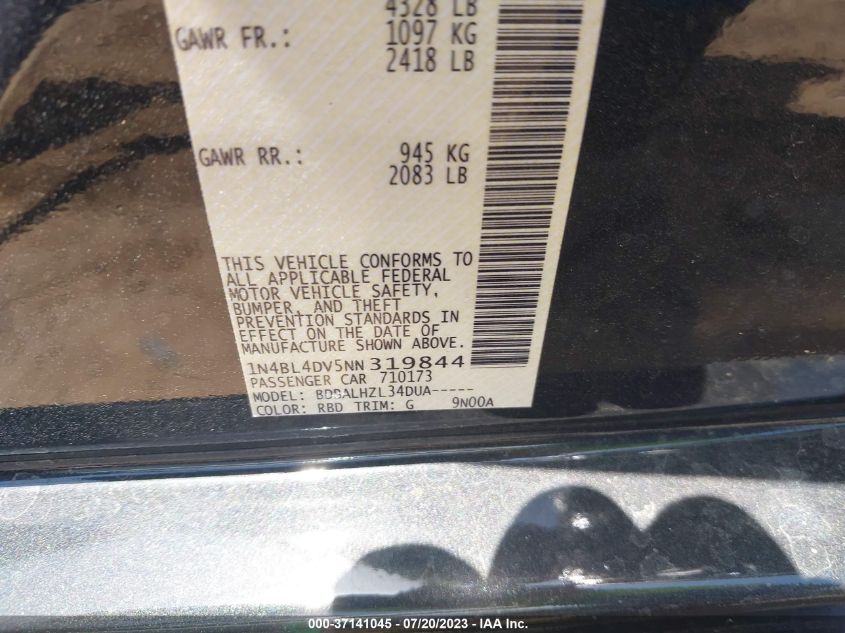 4328 LB
GAWR FR.: 1097 KG
2418 LB
GAWR RR.: 945 KG
2083 LB
THIS VEHICLE CONFORMS TO
ALL APPLICABLE FEDERAL
MOTOR VEHICLE SAFETY,
BUMPER, AND THEFT
PREVENTION STANDARDS IN
EFFECT ON THE DATE OF
MANUFACTURE SHOWN ABOVE.
1N4BL4DV5NN319844
PASSENGER CAR 710173
MODEL: BDBALHZL34DUA-----
COLOR: RBD TRIM: G 9N00A
000-37141045 / 07/20/2023 - IAA Inc.